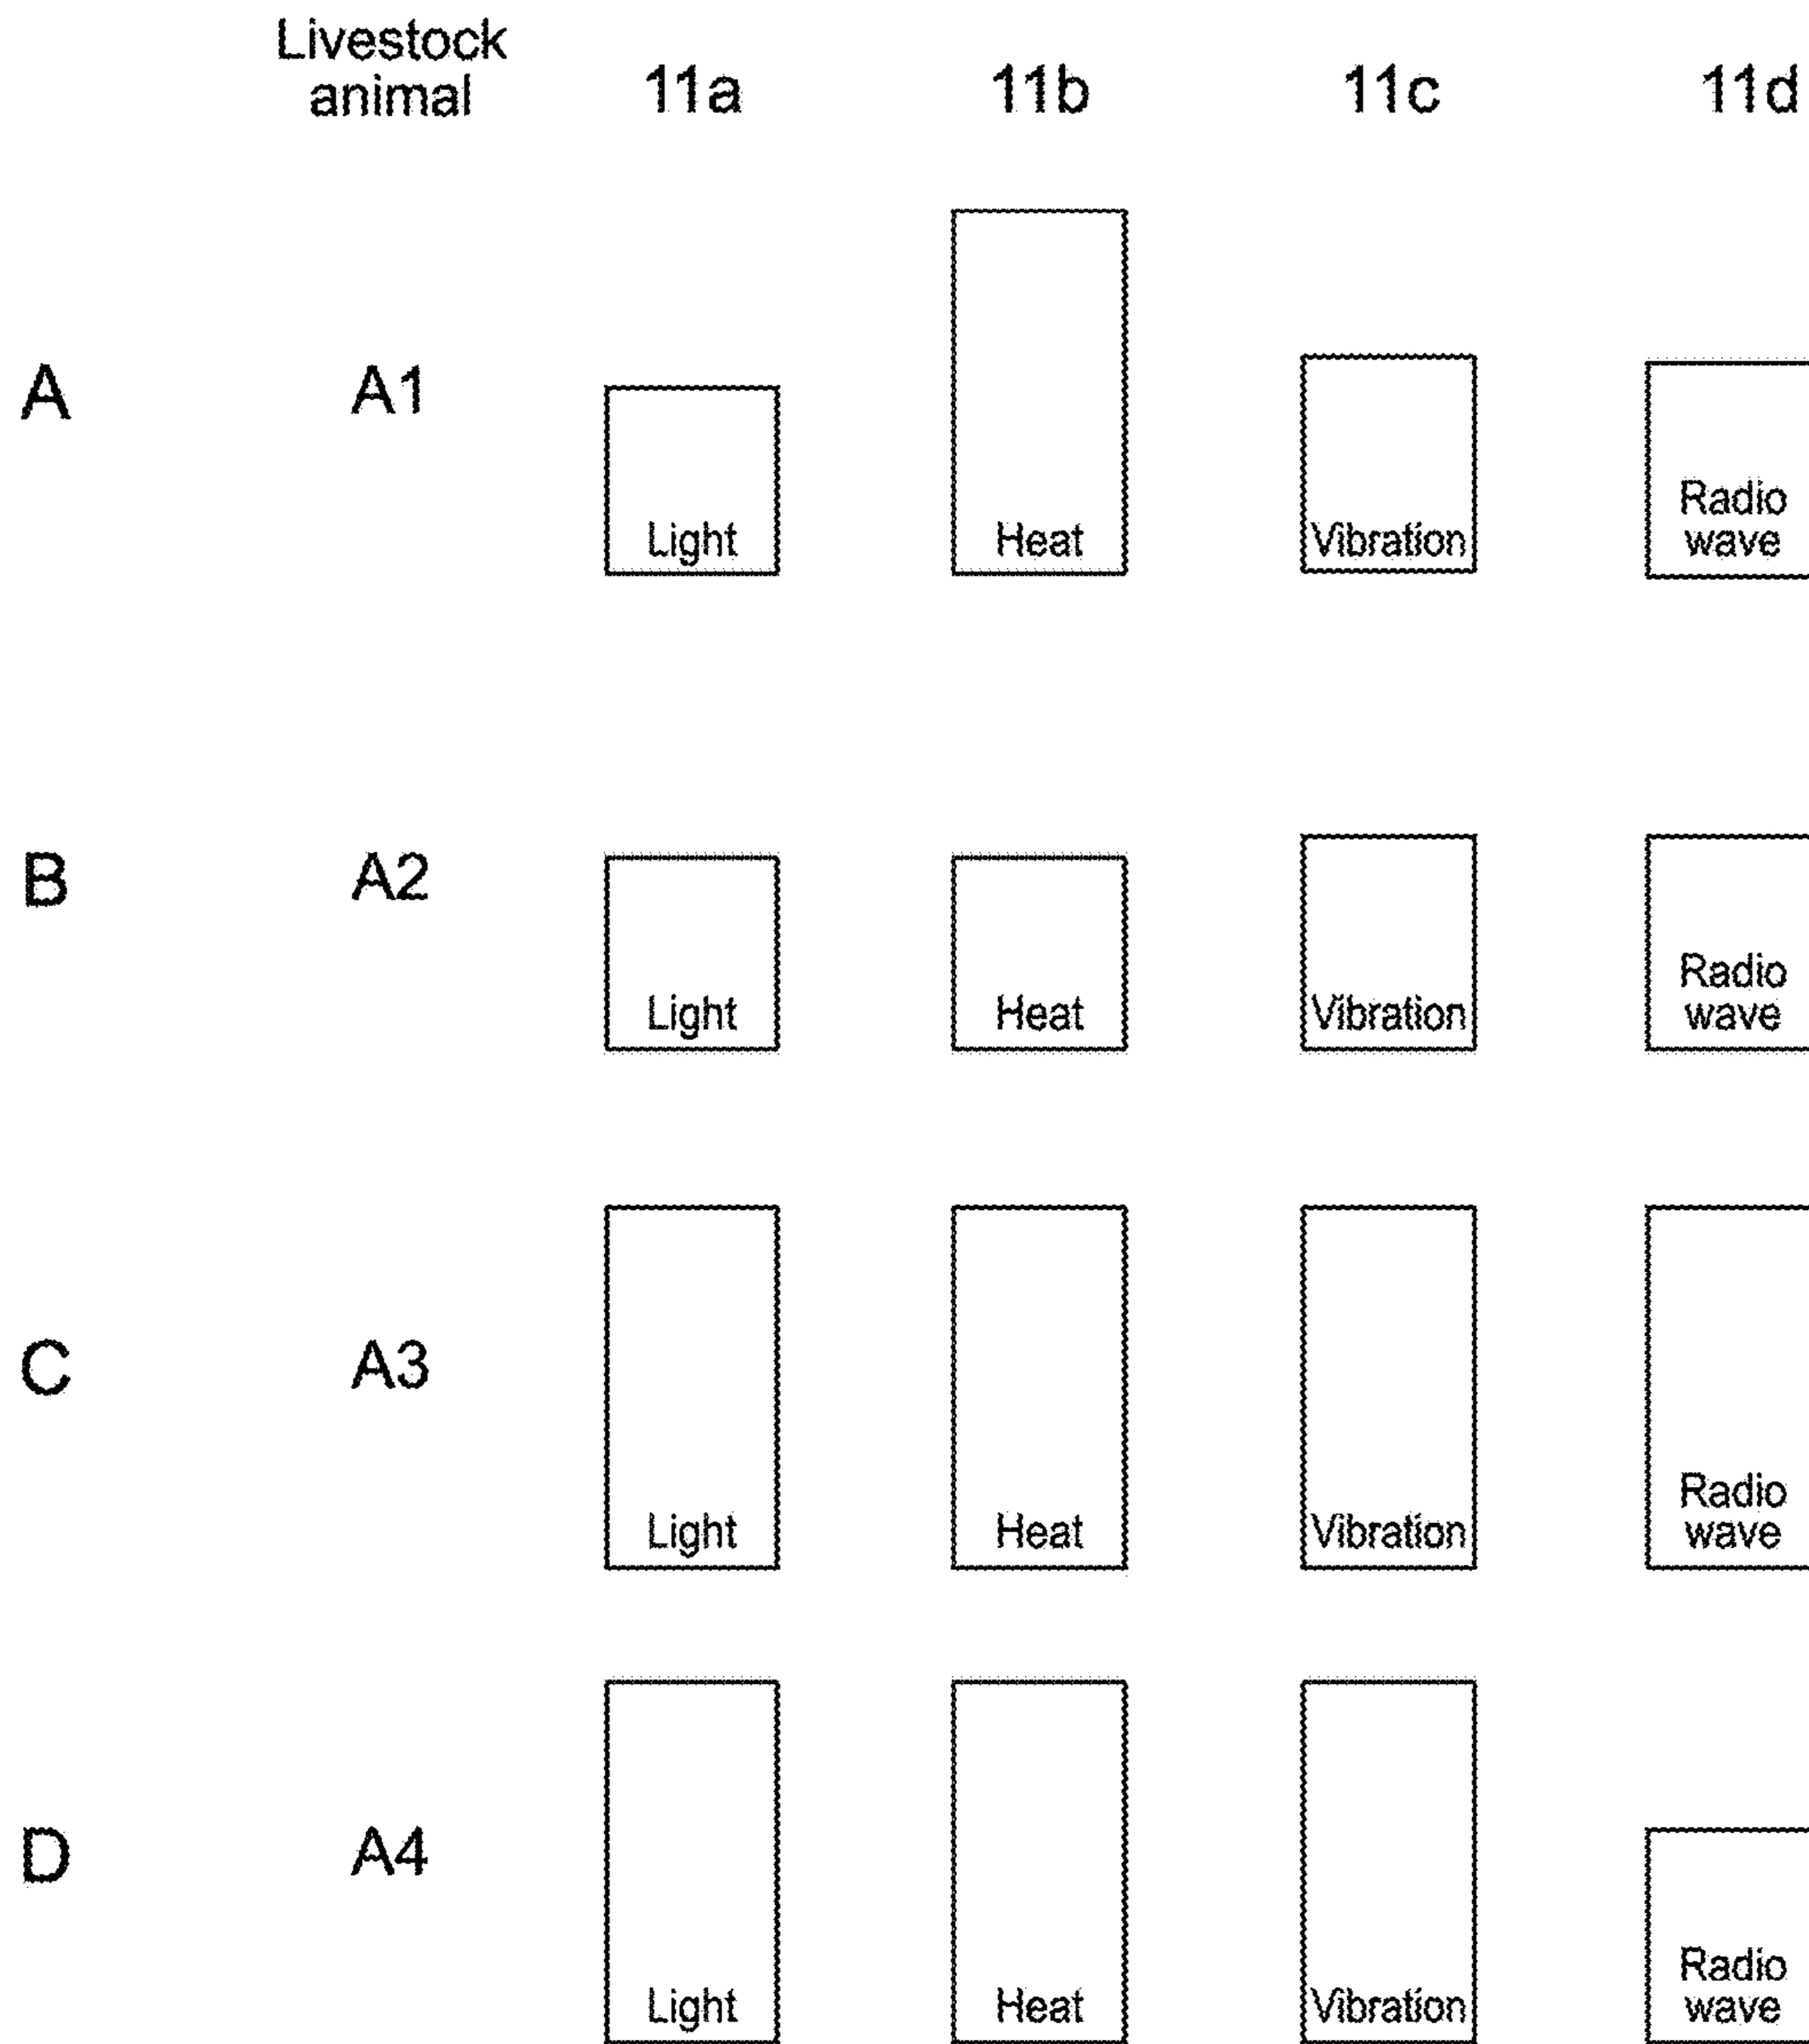 Livestock
animal
11a
11b
11c
11d
A
A1
Light
Heat
Vibration
Radio
wave
B
A2
Light
Heat
Vibration
Radio
wave
C
A3
Light
Heat
Vibration
Radio
wave
D
A4
Light
Heat
Vibration
Radio
wave